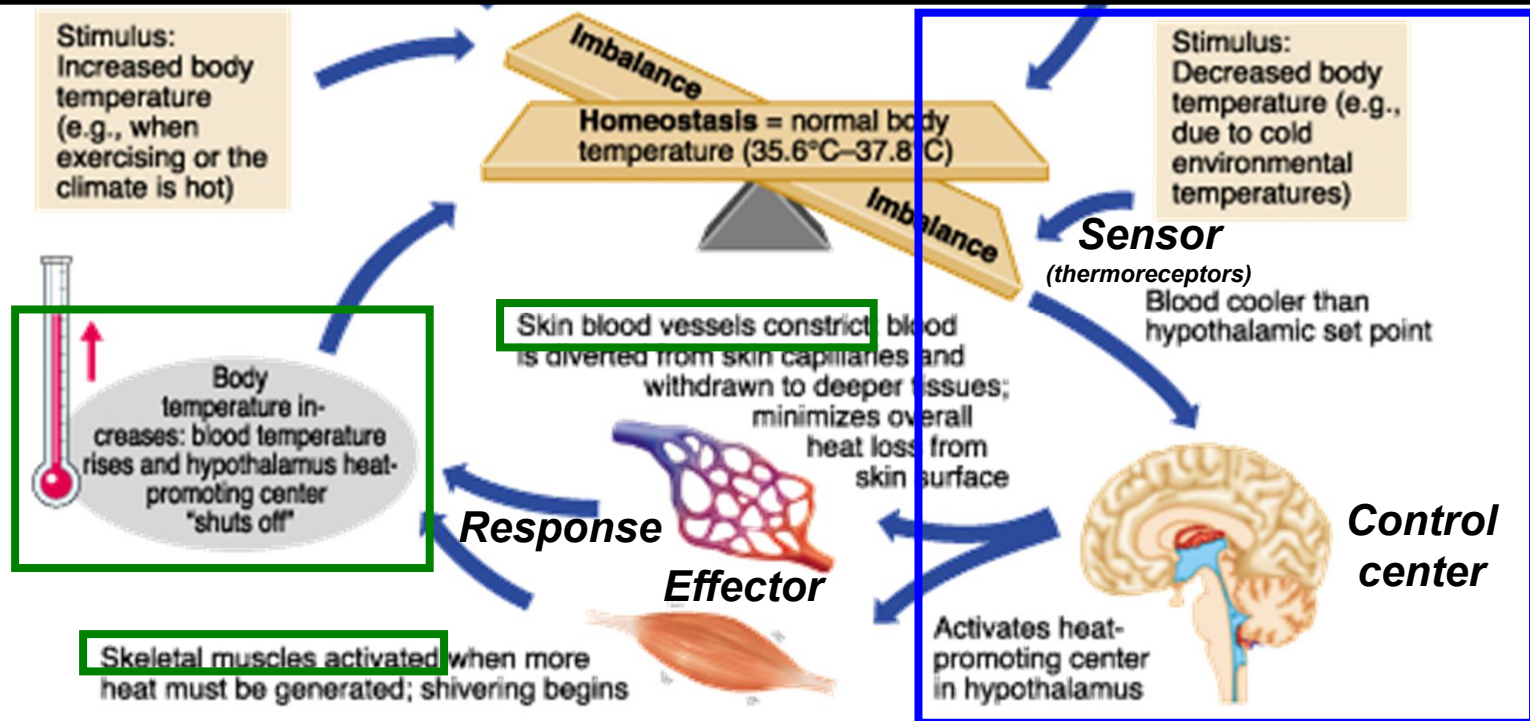 Stimulus:
Increased body
temperature
(e.g., when
exercising or the
climate is hot)
Imbalance
Homeostasis = normal body
temperature (35.6°C–37.8°C)
Imbalance
Stimulus:
Decreased body
temperature (e.g.,
due to cold
environmental
temperatures)
Sensor
(thermoreceptors)
Blood cooler than
hypothalamic set point
Skin blood vessels constrict: blood
is diverted from skin capillaries and
withdrawn to deeper tissues;
minimizes overall
heat loss from
skin surface
Body
temperature in-
creases: blood temperature
rises and hypothalamus heat-
promoting center
"shuts off"
Response
Effector
Control
center
Activates heat-
promoting center
in hypothalamus
Skeletal muscles activated when more
heat must be generated; shivering begins